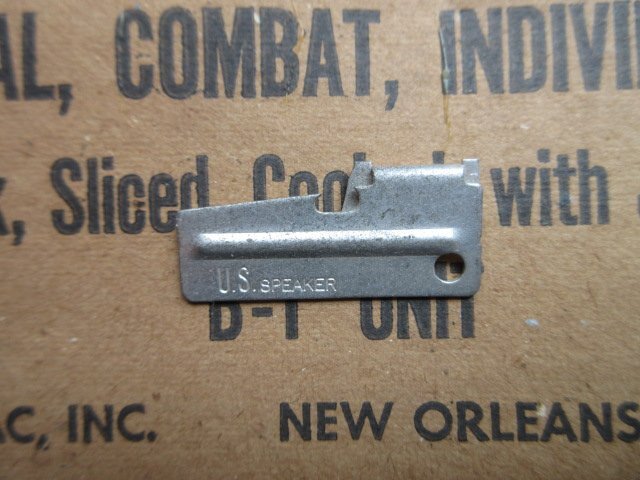 AL, COMBAT, INDIVI
Sliced, with
U.S. SPEAKER
B-1 UNIT
AC, INC. NEW ORLEANS